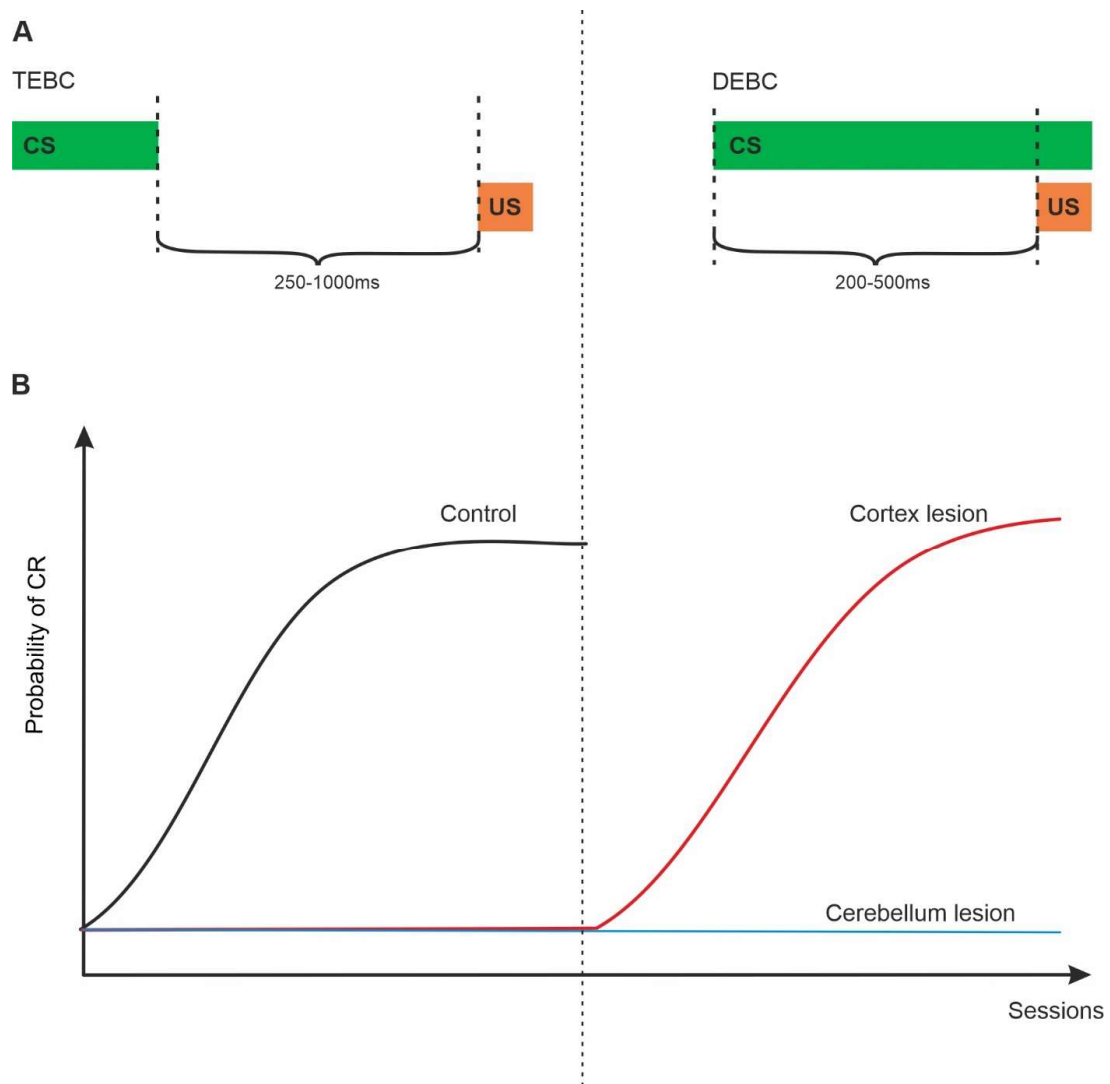 A
TEBC
DEBC
CS
CS
US
US
250-1000ms
200-500ms
B
Control
Cortex lesion
Probability of CR
Cerebellum lesion
Sessions